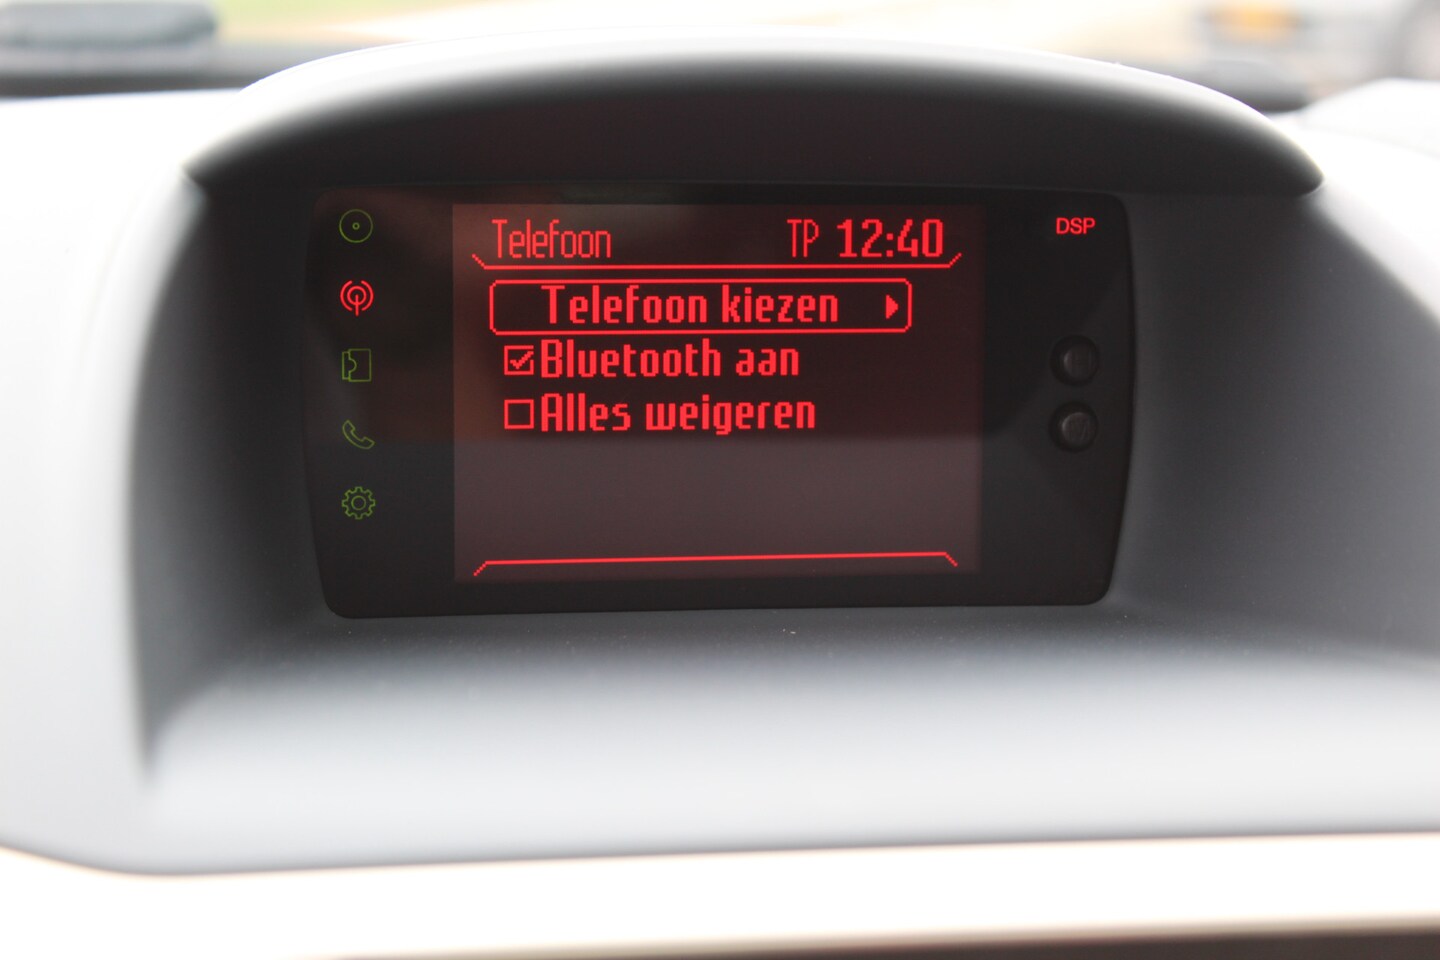 Telefoon TP 12:40 DSP
Telefoon kiezen
Bluetooth aan
Alles weigeren